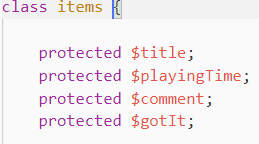 class items {
protected $title;
protected $playingTime;
protected $comment;
protected $gotIt;